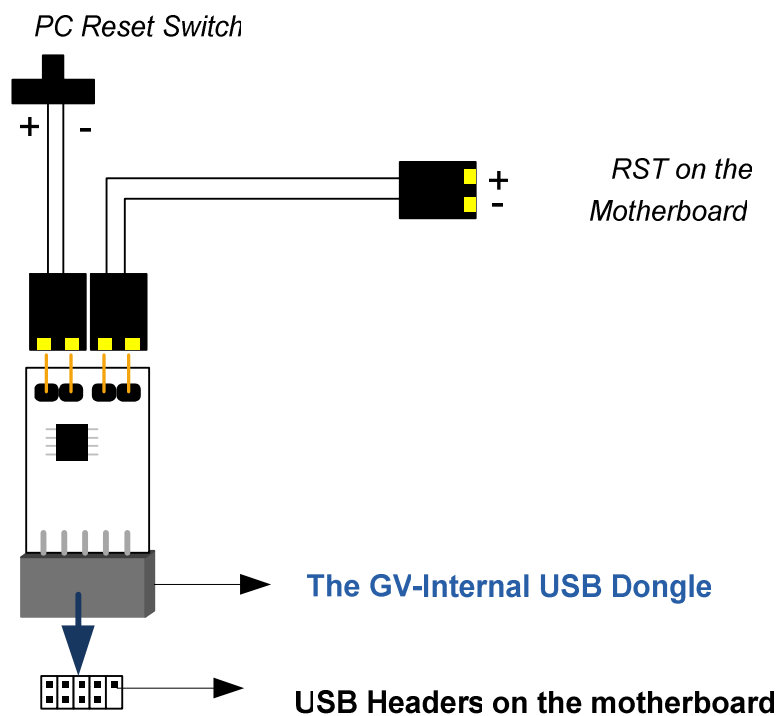 PC Reset Switch
+ -
RST on the
+
Motherboard
-
The GV-Internal USB Dongle
USB Headers on the motherboard